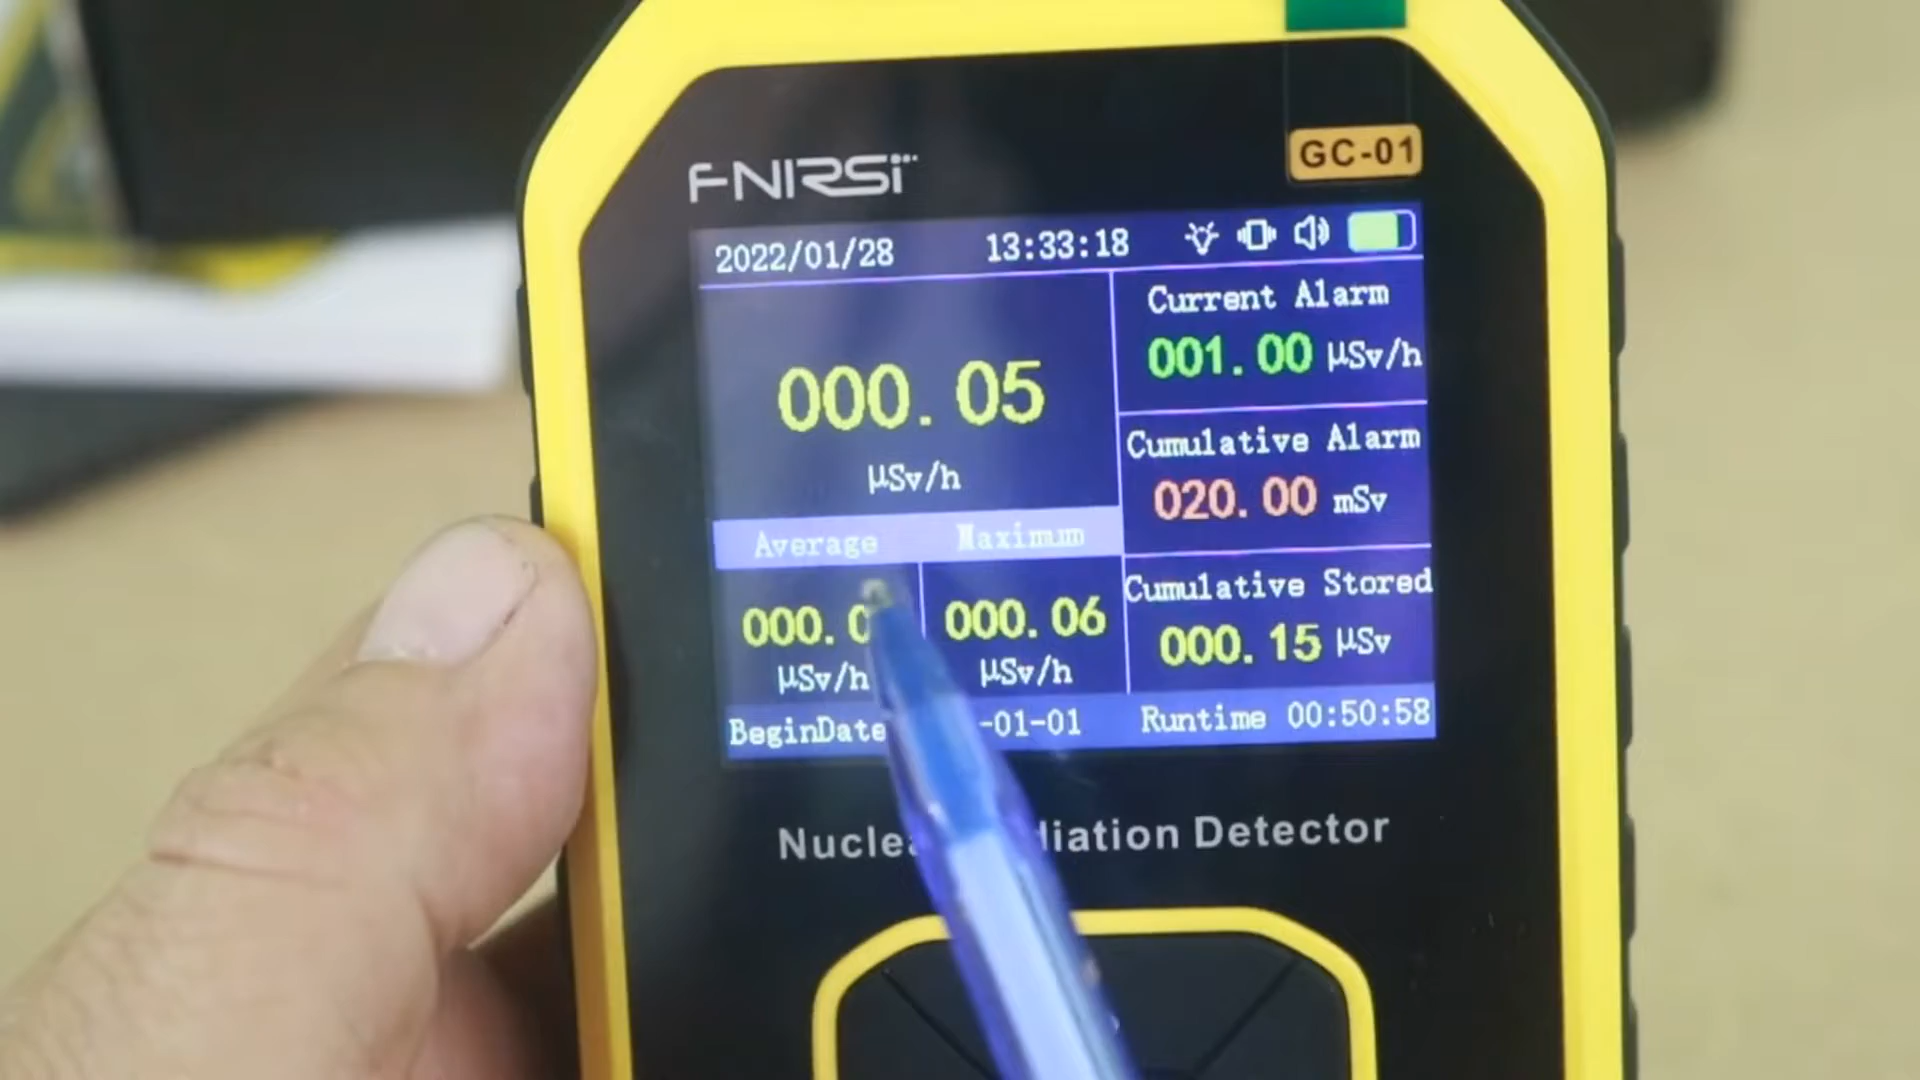 FNIRSI
GC-01
2022/01/28 13:33:18
000.05
μSv/h
Average Maximum
000.0 000.06
μSv/h μSv/h
BeginDate -01-01
Current Alarm
001.00 μSv/h
Cumulative Alarm
020.00 mSv
Cumulative Stored
000.15 μSv
Runtime 00:50:58
Detector